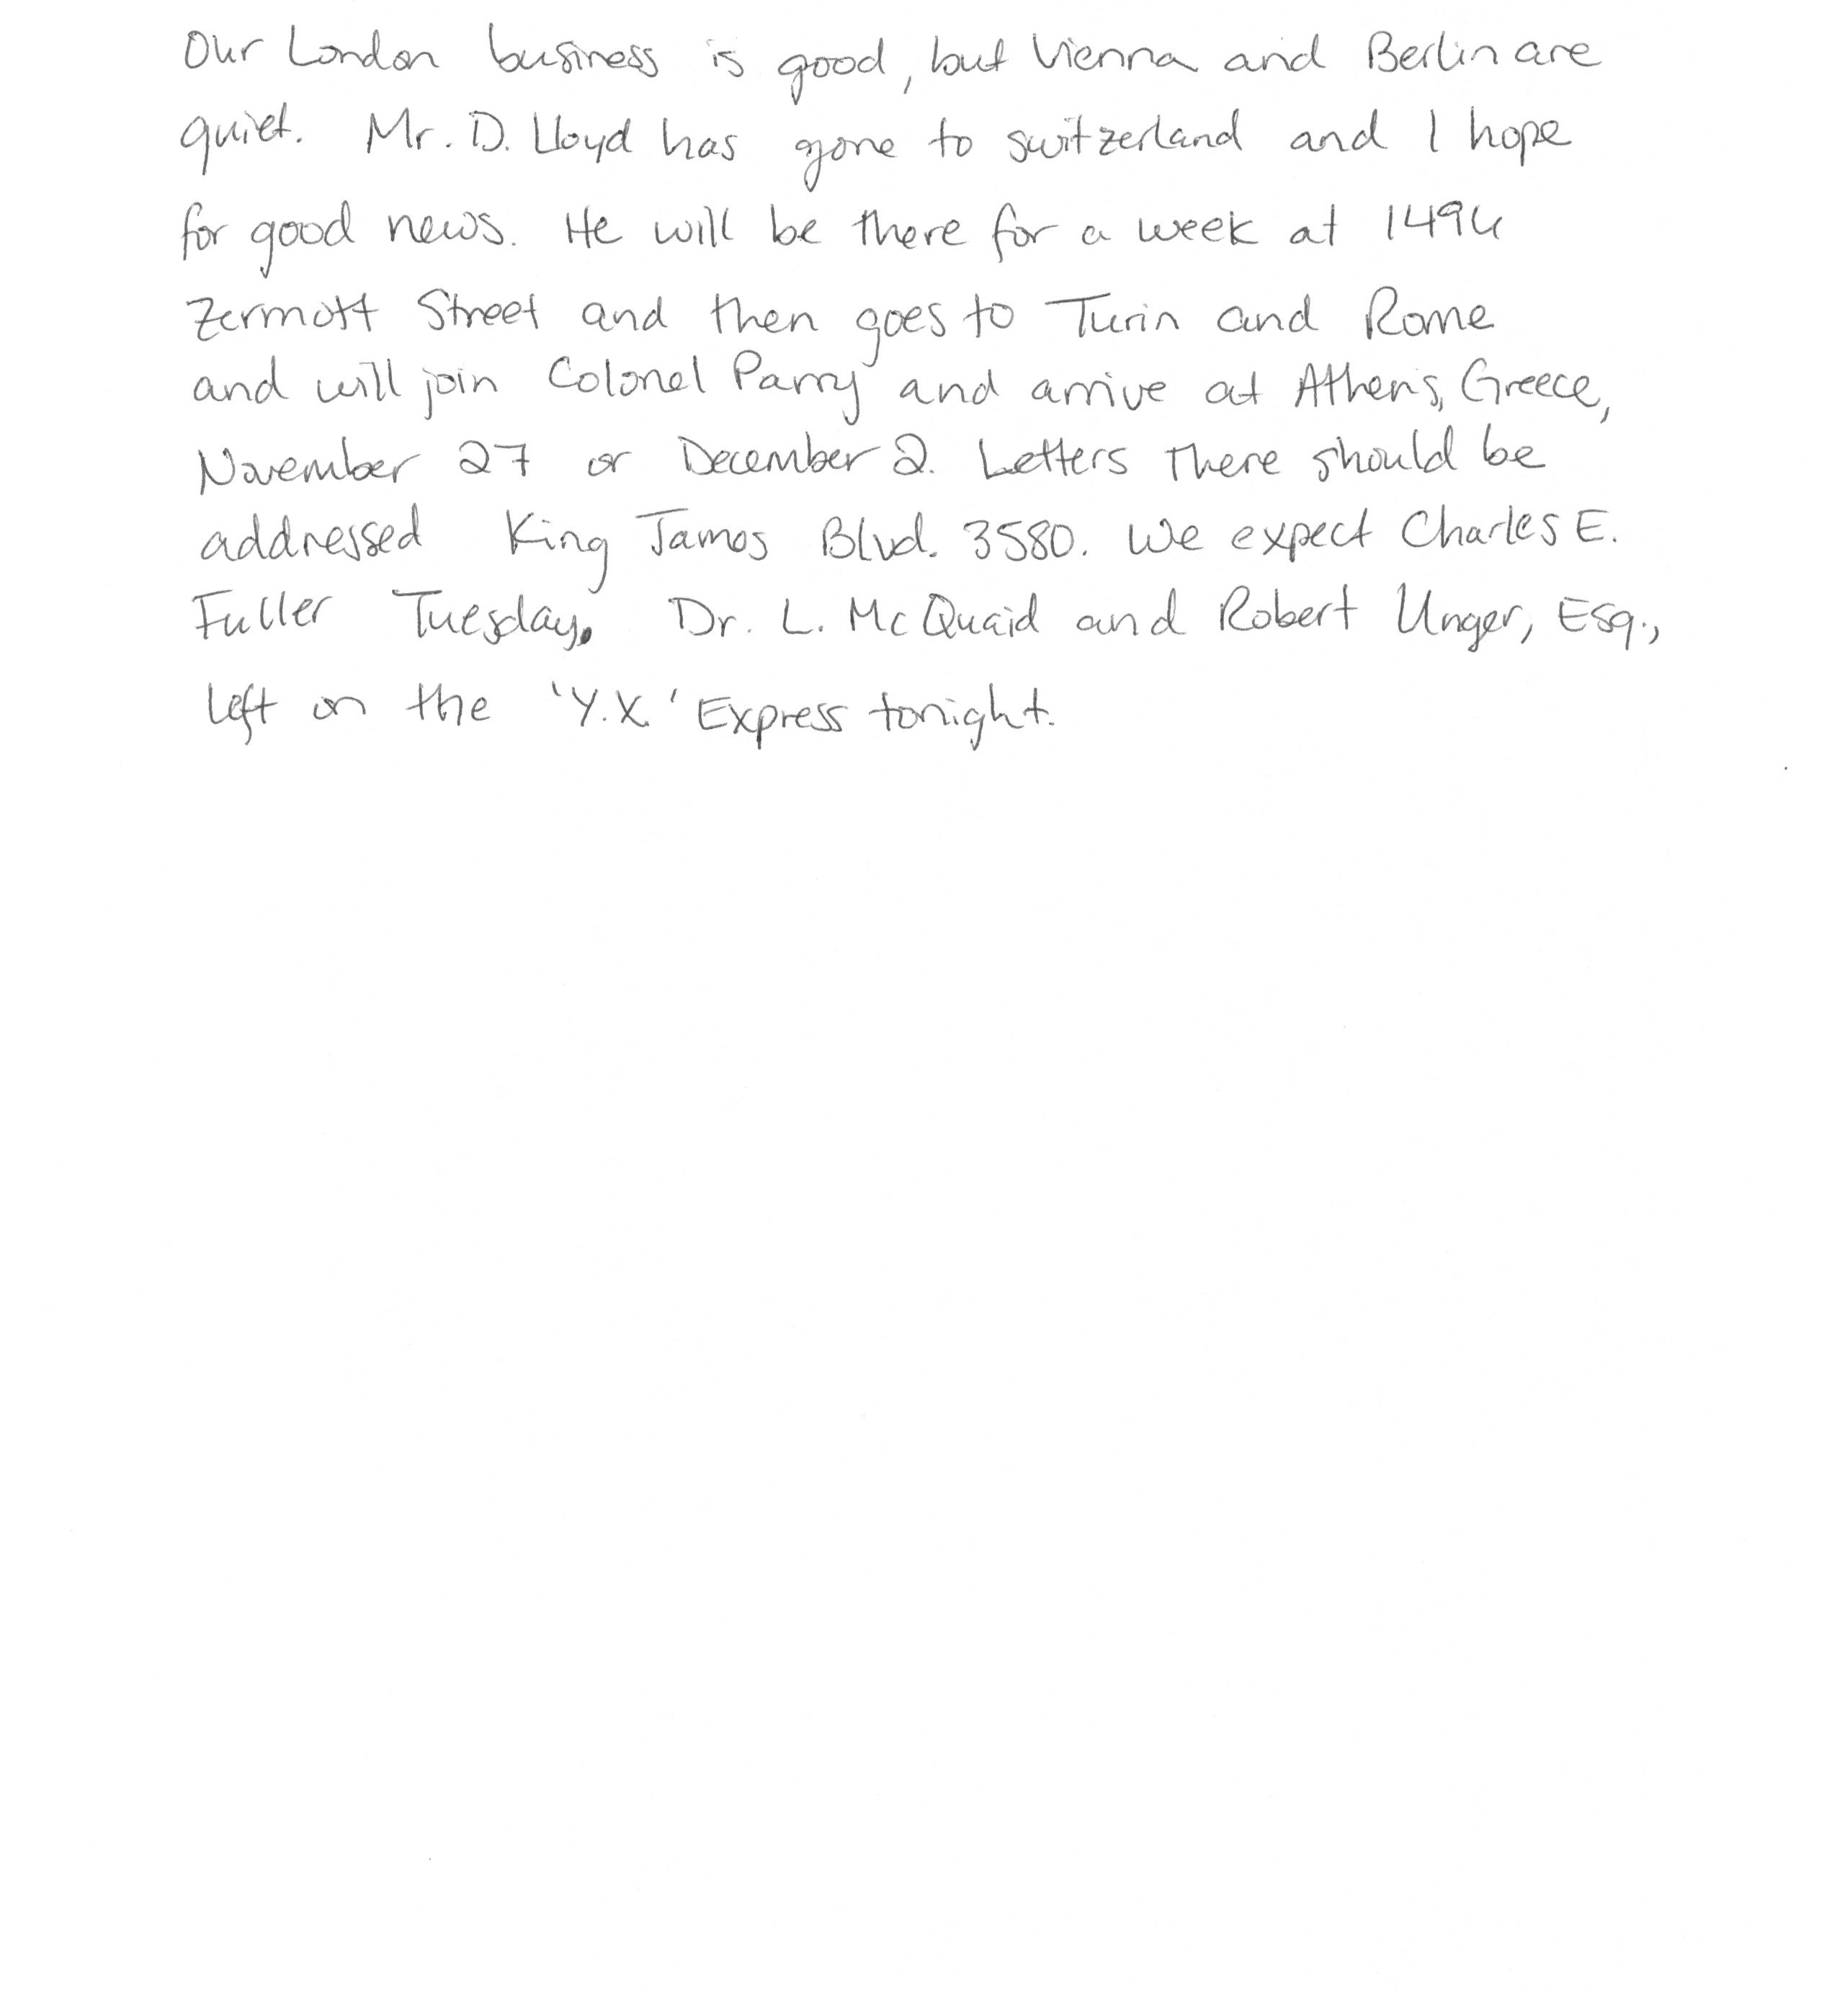 Our London business is good, but Vienna and Berlin are
quiet. Mr. D. Lloyd has gone to switzerland and I hope
for good news. He will be there for a week at 1494
Zermott Street and then goes to Turin and Rome
and will join Colonel Parry and arrive at Athens, Greece,
November 27 or December 2. Letters there should be
addressed King James Blvd. 3580. We expect Charles E.
Fuller Tuesday. Dr. L. McQuaid and Robert Unger, Esq.,
left on the 'Y.X.' Express tonight.